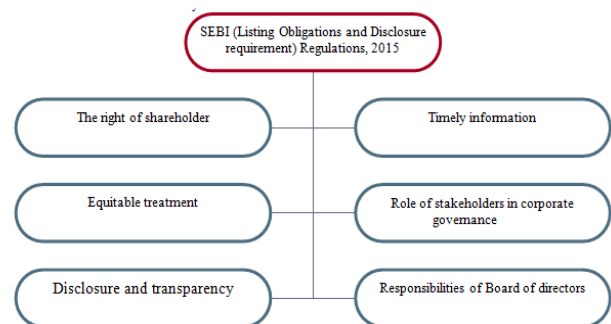 SEBI (Listing Obligations and Disclosure
requirement) Regulations, 2015
The right of shareholder
Timely information
Equitable treatment
Role of stakeholders in corporate
governance
Disclosure and transparency
Responsibilities of Board of directors